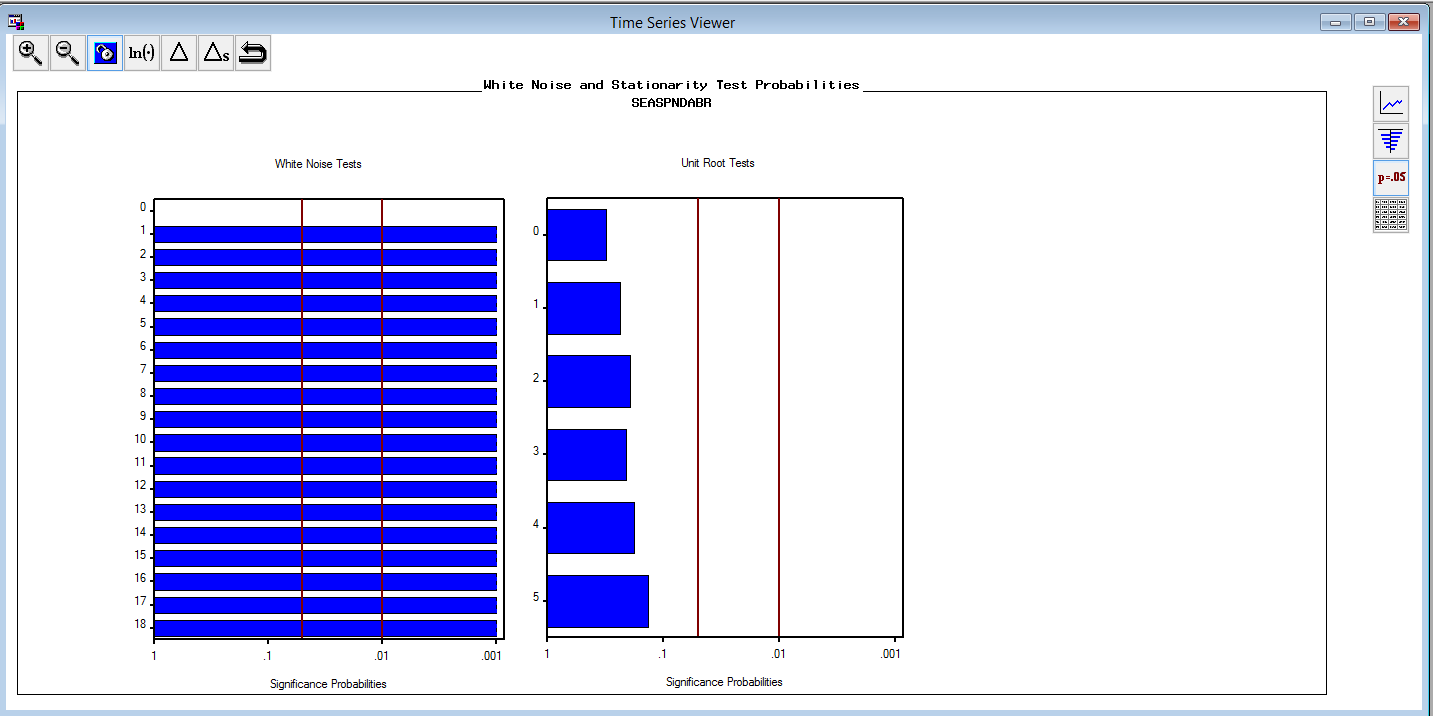 Time Series Viewer
ln(·) Δ Δs
White Noise and Stationarity Test Probabilities
SEASPNDABR
p=.05
White Noise Tests
0
1
2
3
4
5
6
7
8
9
10
11
12
13
14
15
16
17
18
1 .1 .01 .001
Significance Probabilities
Unit Root Tests
0
1
2
3
4
5
1 .1 .01 .001
Significance Probabilities